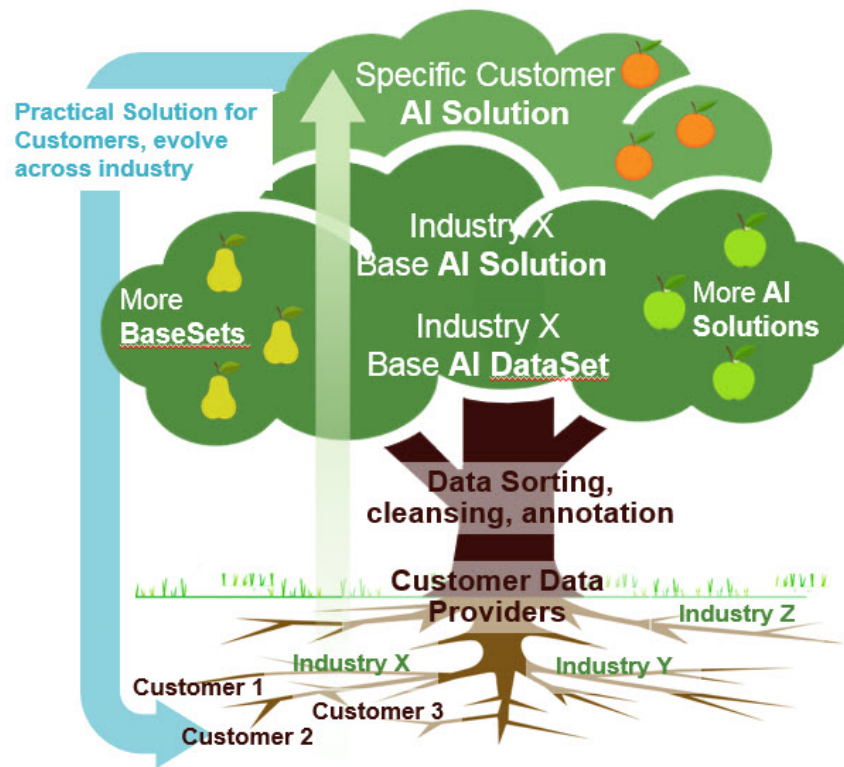 Specific Customer
AI Solution
Practical Solution for
Customers, evolve
across industry
Industry X
Base AI Solution
More
BaseSets
More AI
Solutions
Industry X
Base AI DataSet
Data Sorting,
cleansing, annotation
Customer Data
Providers
Industry Z
Industry X
Industry Y
Customer 1
Customer 3
Customer 2